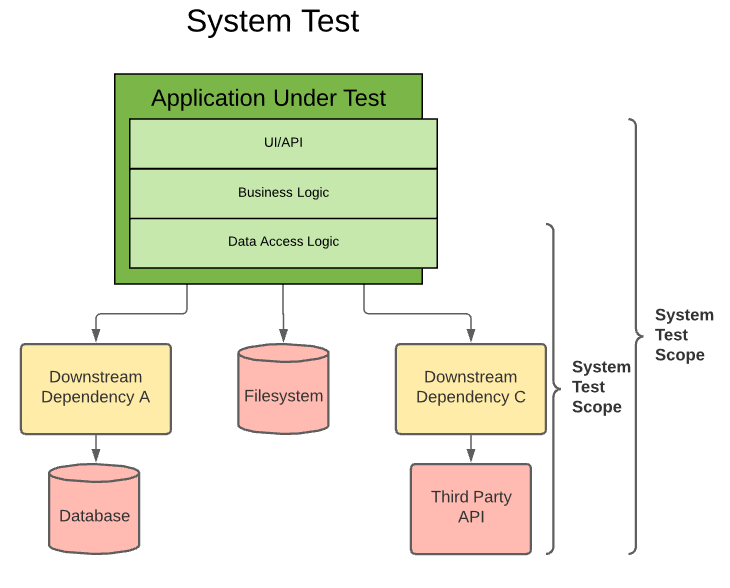 System Test
Application Under Test
UI/API
Business Logic
Data Access Logic
Downstream
Dependency A
Filesystem
Downstream
Dependency C
Database
Third Party
API
System
Test
Scope
System
Test
Scope